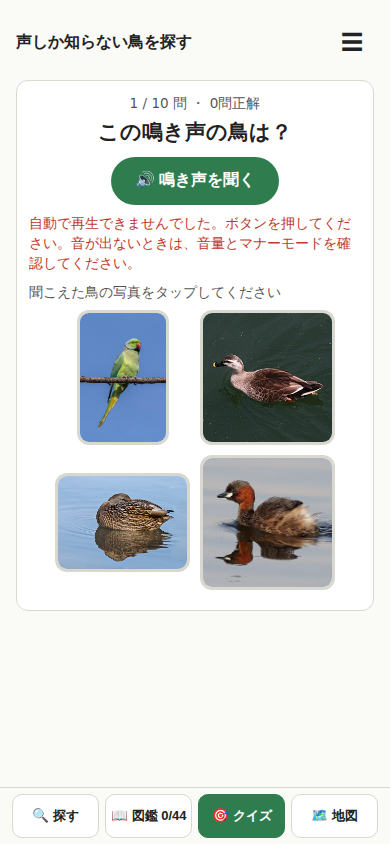 声しか知らない鳥を探す
☰
1 / 10 問 ・ 0問正解
この鳴き声の鳥は？
🔊 鳴き声を聞く
自動で再生できませんでした。ボタンを押してくだ
さい。音が出ないときは、音量とマナーモードを確
認してください。
聞こえた鳥の写真をタップしてください
🔍 探す
📖 図鑑 0/44
🎯 クイズ
🗺️ 地図